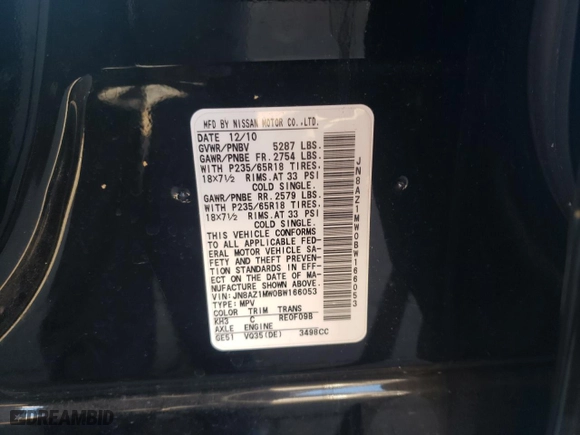 MFD BY NISSAN MOTOR CO.,LTD.
DATE 12/10
GVWR/PNBV 5287 LBS.
GAWR/PNBE FR. 2754 LBS.
WITH P235/65R18 TIRES.
18×7½ RIMS.AT 33 PSI
COLD SINGLE.
GAWR/PNBE RR. 2579 LBS.
WITH P235/65R18 TIRES.
18×7½ RIMS.AT 33 PSI
COLD SINGLE.
THIS VEHICLE CONFORMS
TO ALL APPLICABLE FED-
ERAL MOTOR VEHICLE SA-
FETY AND THEFT PREVEN-
TION STANDARDS IN EFF-
ECT ON THE DATE OF MA-
NUFACTURE SHOWN ABOVE.
VIN:JN8AZ1MW0BW166053
TYPE:MPV
COLOR TRIM TRANS
KH3 C RE0F09B
AXLE ENGINE
GE51 VQ35(DE) 3498CC
JN8AZ1MW0BW166053
DREAMBID